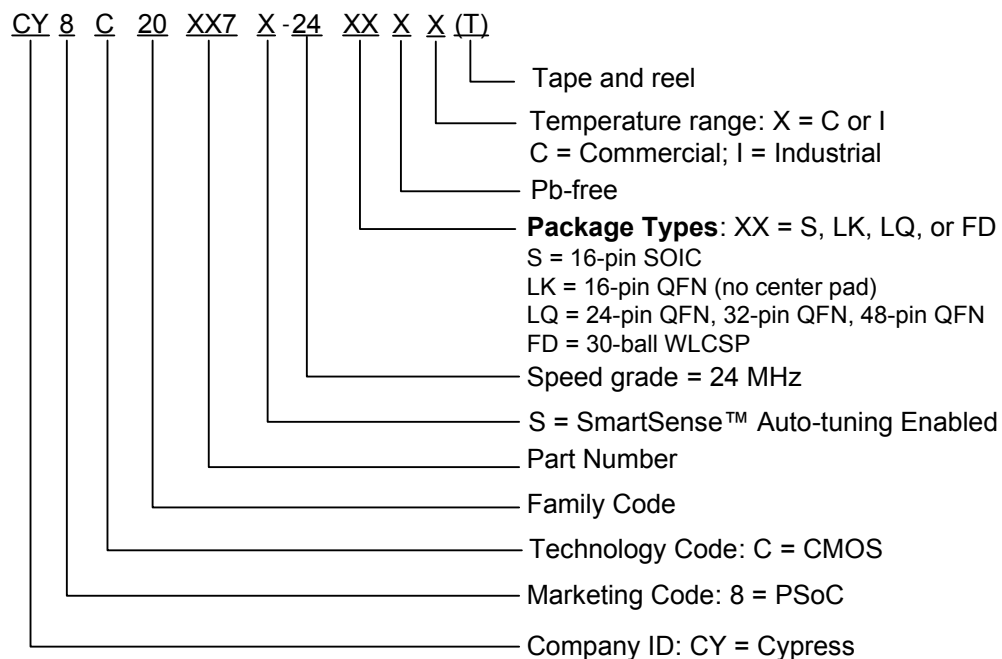 CY 8 C 20 XX7 X - 24 XX X X (T)
Tape and reel
Temperature range: X = C or I
C = Commercial; I = Industrial
Pb-free
Package Types: XX = S, LK, LQ, or FD
S = 16-pin SOIC
LK = 16-pin QFN (no center pad)
LQ = 24-pin QFN, 32-pin QFN, 48-pin QFN
FD = 30-ball WLCSP
Speed grade = 24 MHz
S = SmartSense™ Auto-tuning Enabled
Part Number
Family Code
Technology Code: C = CMOS
Marketing Code: 8 = PSoC
Company ID: CY = Cypress